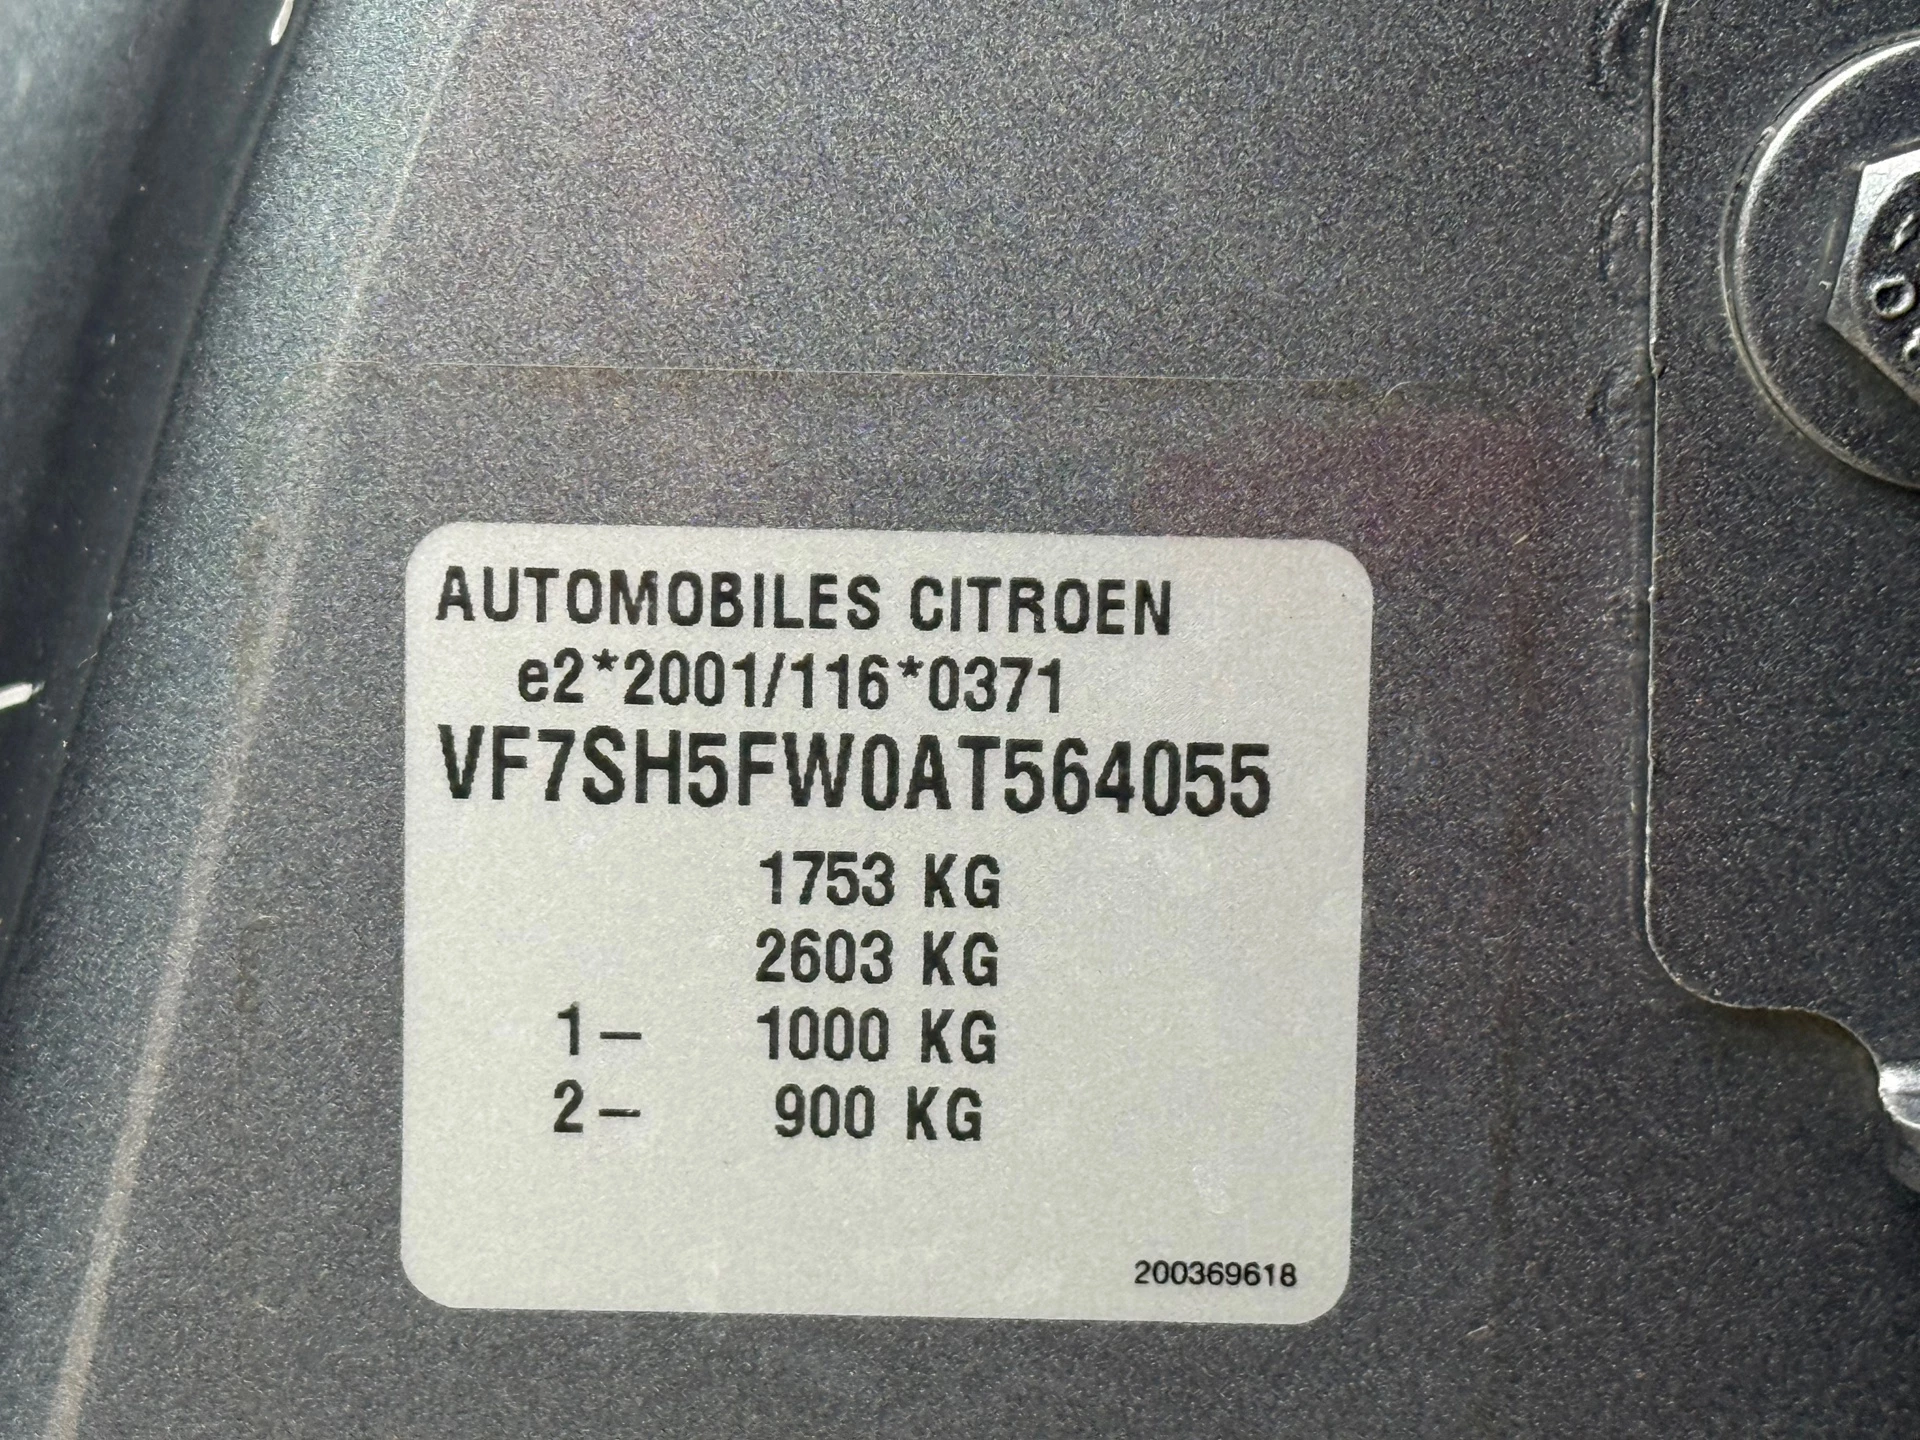 AUTOMOBILES CITROEN
e2*2001/116*0371
VF7SH5FW0AT564055
1753 KG
2603 KG
1- 1000 KG
2- 900 KG
200369618